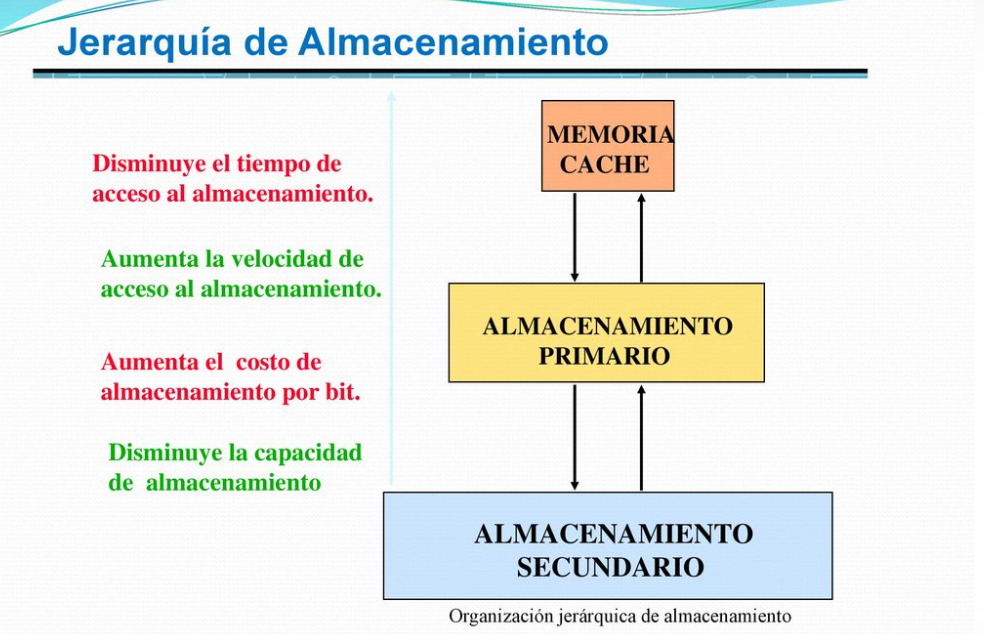 Jerarquía de Almacenamiento
Disminuye el tiempo de
acceso al almacenamiento.
Aumenta la velocidad de
acceso al almacenamiento.
Aumenta el costo de
almacenamiento por bit.
Disminuye la capacidad
de almacenamiento
MEMORIA
CACHE
ALMACENAMIENTO
PRIMARIO
ALMACENAMIENTO
SECUNDARIO
Organización jerárquica de almacenamiento